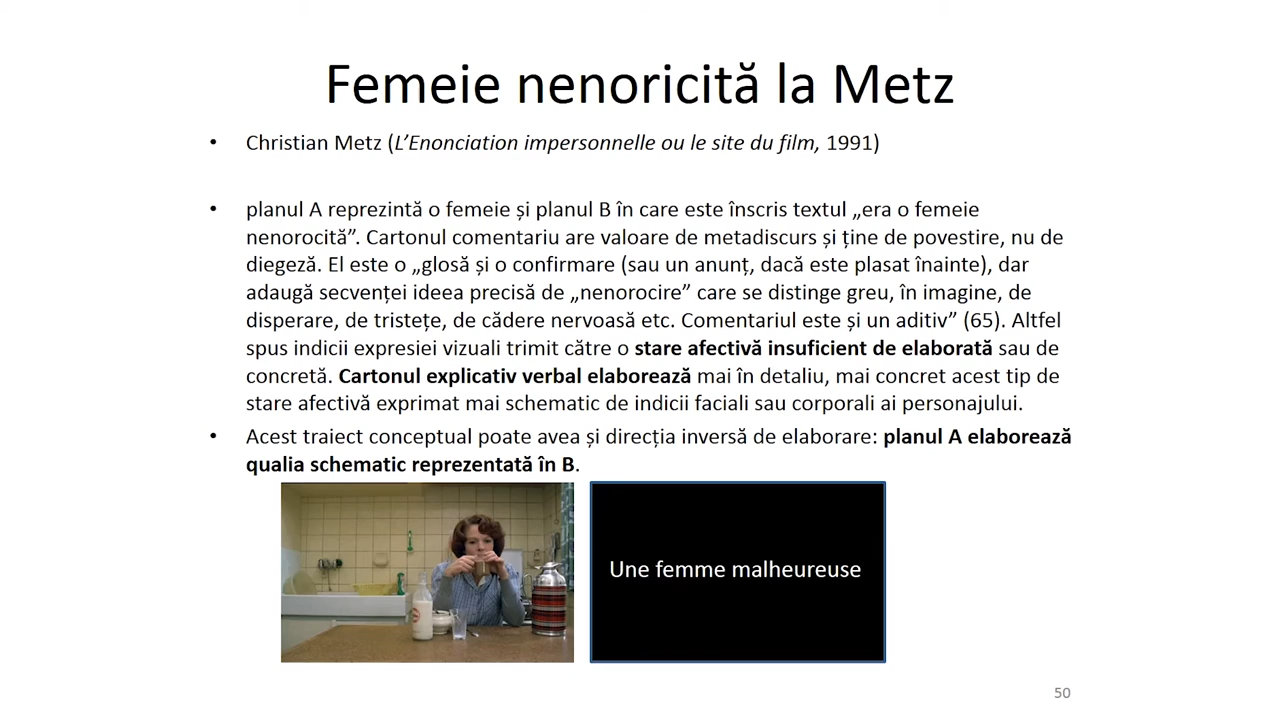 Femeie nenoricită la Metz
• Christian Metz (L’Enonciation impersonnelle ou le site du film, 1991)
• planul A reprezintă o femeie și planul B în care este înscris textul „era o femeie
nenorocită”. Cartonul comentariu are valoare de metadiscurs și ține de povestire, nu de
diegeză. El este o „glosă și o confirmare (sau un anunț, dacă este plasat înainte), dar
adaugă secvenței ideea precisă de „nenorocire” care se distinge greu, în imagine, de
disperare, de tristețe, de cădere nervoasă etc. Comentariul este și un aditiv” (65). Altfel
spus indicii expresiei vizuali trimit către o stare afectivă insuficient de elaborată sau de
concretă. Cartonul explicativ verbal elaborează mai în detaliu, mai concret acest tip de
stare afectivă exprimat mai schematic de indicii faciali sau corporali ai personajului.
• Acest traiect conceptual poate avea și direcția inversă de elaborare: planul A elaborează
qualia schematic reprezentată în B.
Une femme malheureuse
50